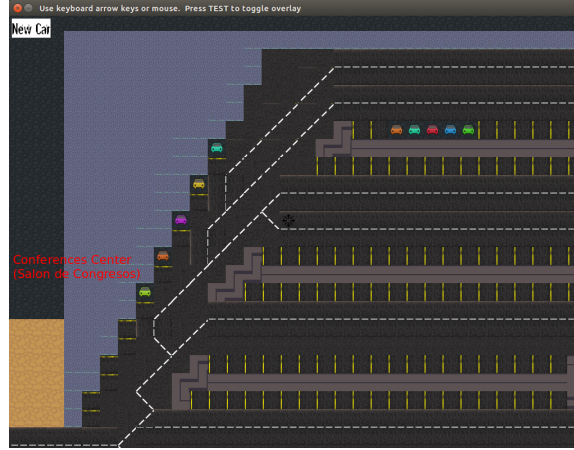 Use keyboard arrow keys or mouse. Press TEST to toggle overlay
New Car
Conferences Center
(Salon de Congresos)